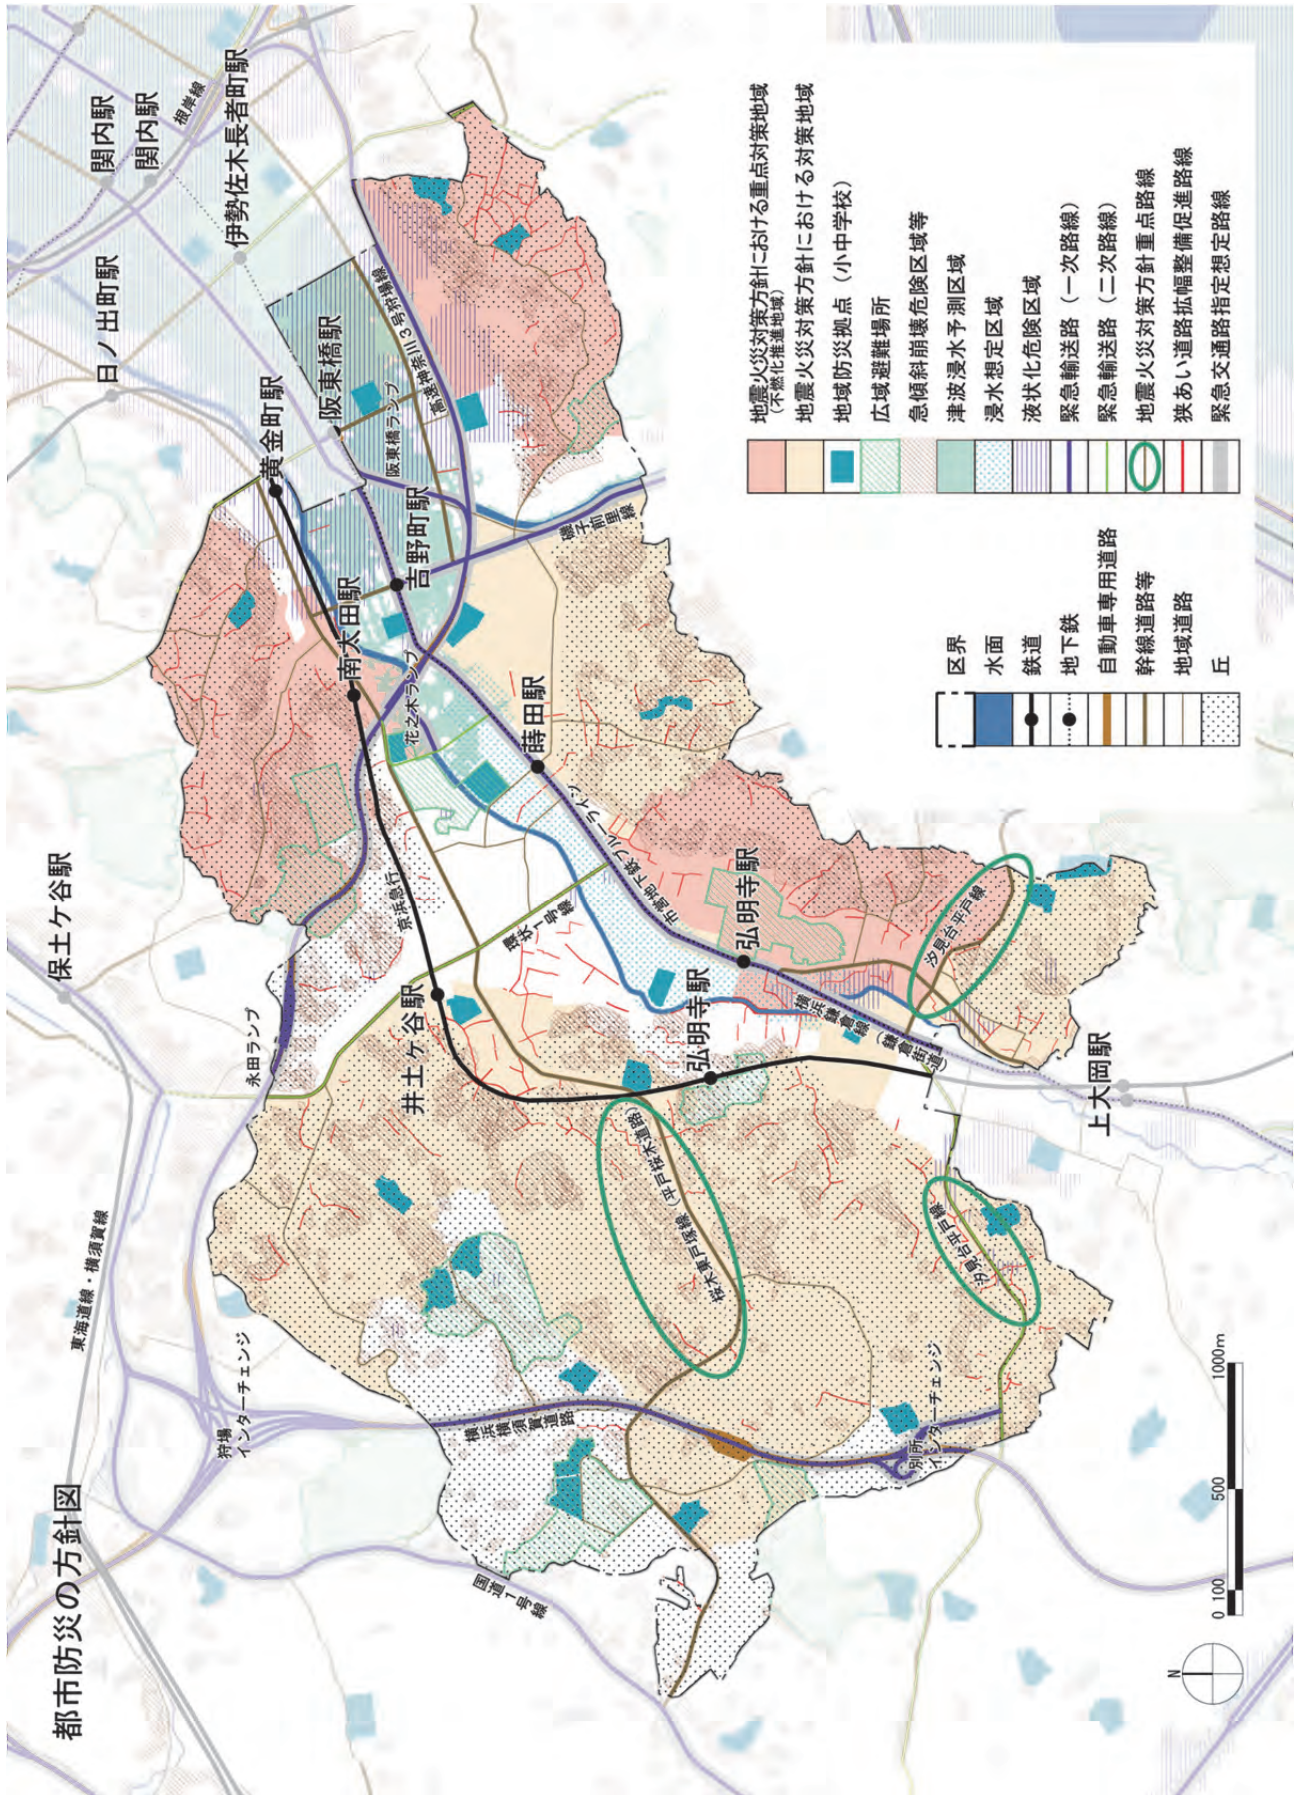 都市防災の方針図
東海道線・横須賀線
保土ケ谷駅
日ノ出町駅
関内駅
関内駅
根岸線
伊勢佐木長者町駅
黄金町駅
阪東橋駅
阪東橋ランプ
高速神奈川3号狩場線
南太田駅
吉野町駅
花之木ランプ
磯子前里線
蒔田駅
永田ランプ
京浜急行
井土ケ谷駅
環状1号線
市営地下鉄ブルーライン
弘明寺駅
弘明寺駅
横浜鎌倉線(鎌倉街道)
汐見台平戸線
上大岡駅
狩場
インターチェンジ
横浜横須賀道路
国道1号線
桜木東戸塚線(平戸桜木道路)
汐見台平戸線
別所
インターチェンジ
区界
水面
鉄道
地下鉄
自動車専用道路
幹線道路等
地域道路
丘
地震火災対策方針における重点対策地域
(不燃化推進地域)
地震火災対策方針における対策地域
地域防災拠点(小中学校)
広域避難場所
急傾斜崩壊危険区域等
津波浸水予測区域
浸水想定区域
液状化危険区域
緊急輸送路(一次路線)
緊急輸送路(二次路線)
地震火災対策方針重点路線
狭あい道路拡幅整備促進路線
緊急交通路指定想定路線
N
0 100 500 1000m